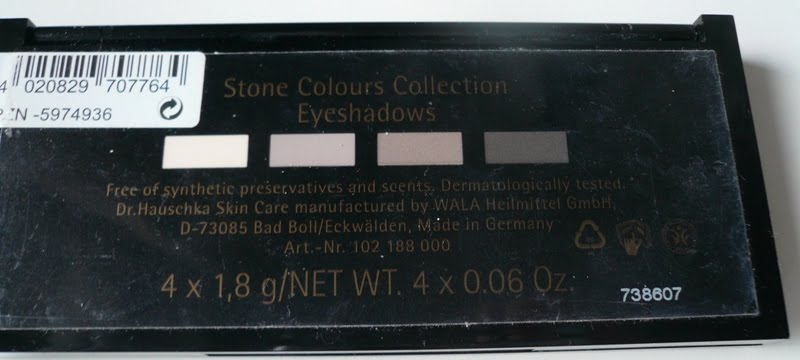 4 020829 707764
-5974936
Stone Colours Collection
Eyeshadows
Free of synthetic preservatives and scents. Dermatologically tested.
Dr.Hauschka Skin Care manufactured by WALA Heilmittel GmbH,
D-73085 Bad Boll/Eckwälden, Made in Germany
Art.-Nr. 102 188 000
4 x 1,8 g/NET WT. 4 x 0.06 Oz.
738607